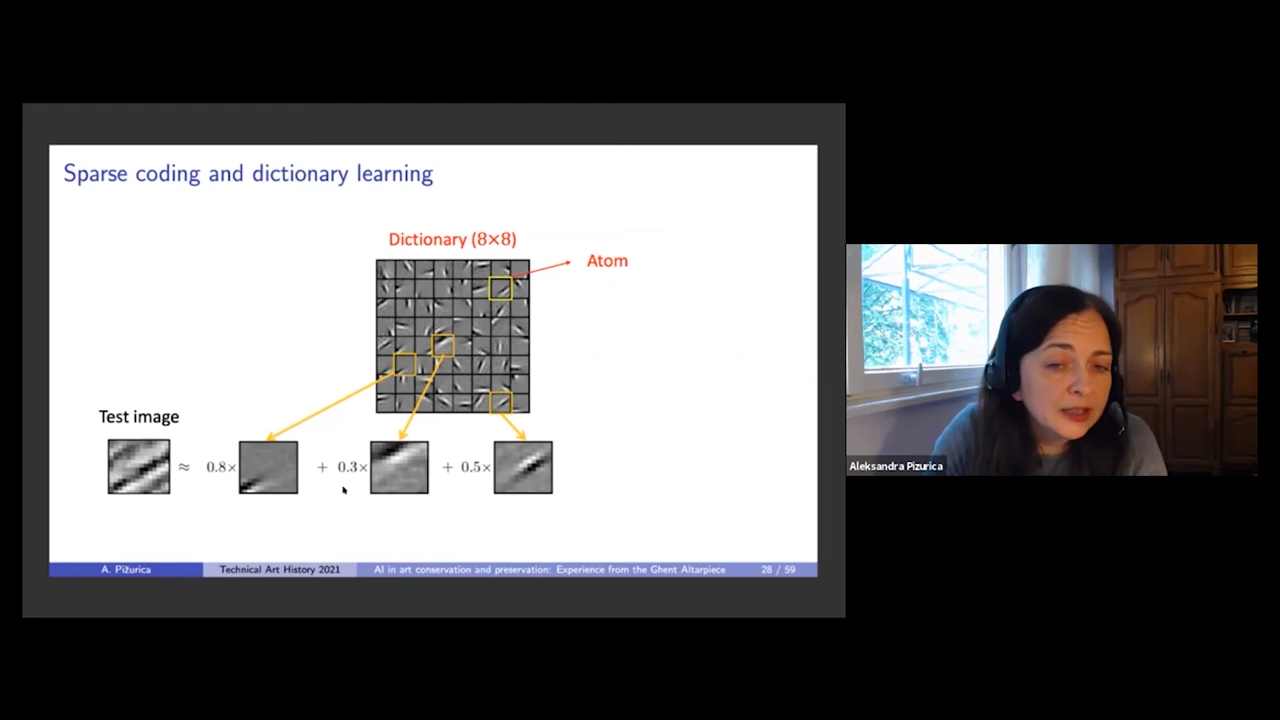 Sparse coding and dictionary learning
Dictionary (8×8)
Atom
Test image
≈ 0.8× + 0.3× + 0.5×
A. Pižurica Technical Art History 2021 AI in art conservation and preservation: Experience from the Ghent Altarpiece 28 / 59
Aleksandra Pizurica